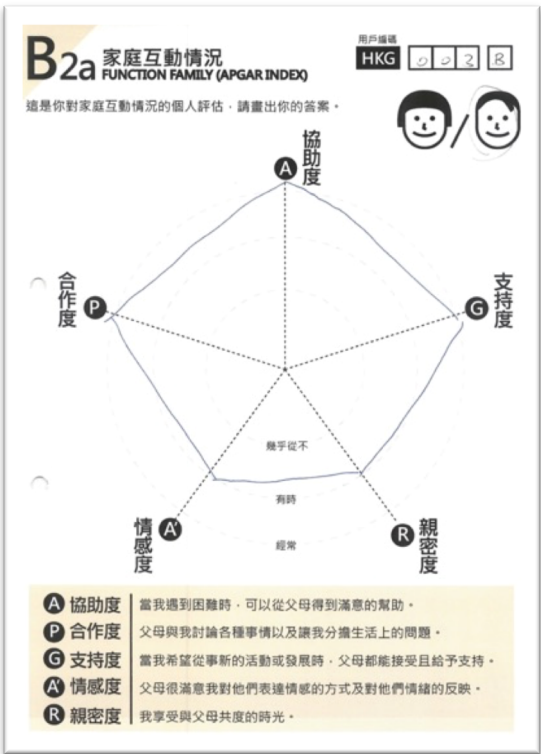 B2a 家庭互動情況
FUNCTION FAMILY (APGAR INDEX)
用戶編碼
HKG 0 0 2 B
這是你對家庭互動情況的個人評估，請畫出你的答案。
A 協助度
合作度 P
G 支持度
幾乎從不
有時
經常
情感度 A'
R 親密度
A 協助度 當我遇到困難時，可以從父母得到滿意的幫助。
P 合作度 父母與我討論各種事情以及讓我分擔生活上的問題。
G 支持度 當我希望從事新的活動或發展時，父母都能接受且給予支持。
A' 情感度 父母很滿意我對他們表達情感的方式及對他們情緒的反映。
R 親密度 我享受與父母共度的時光。